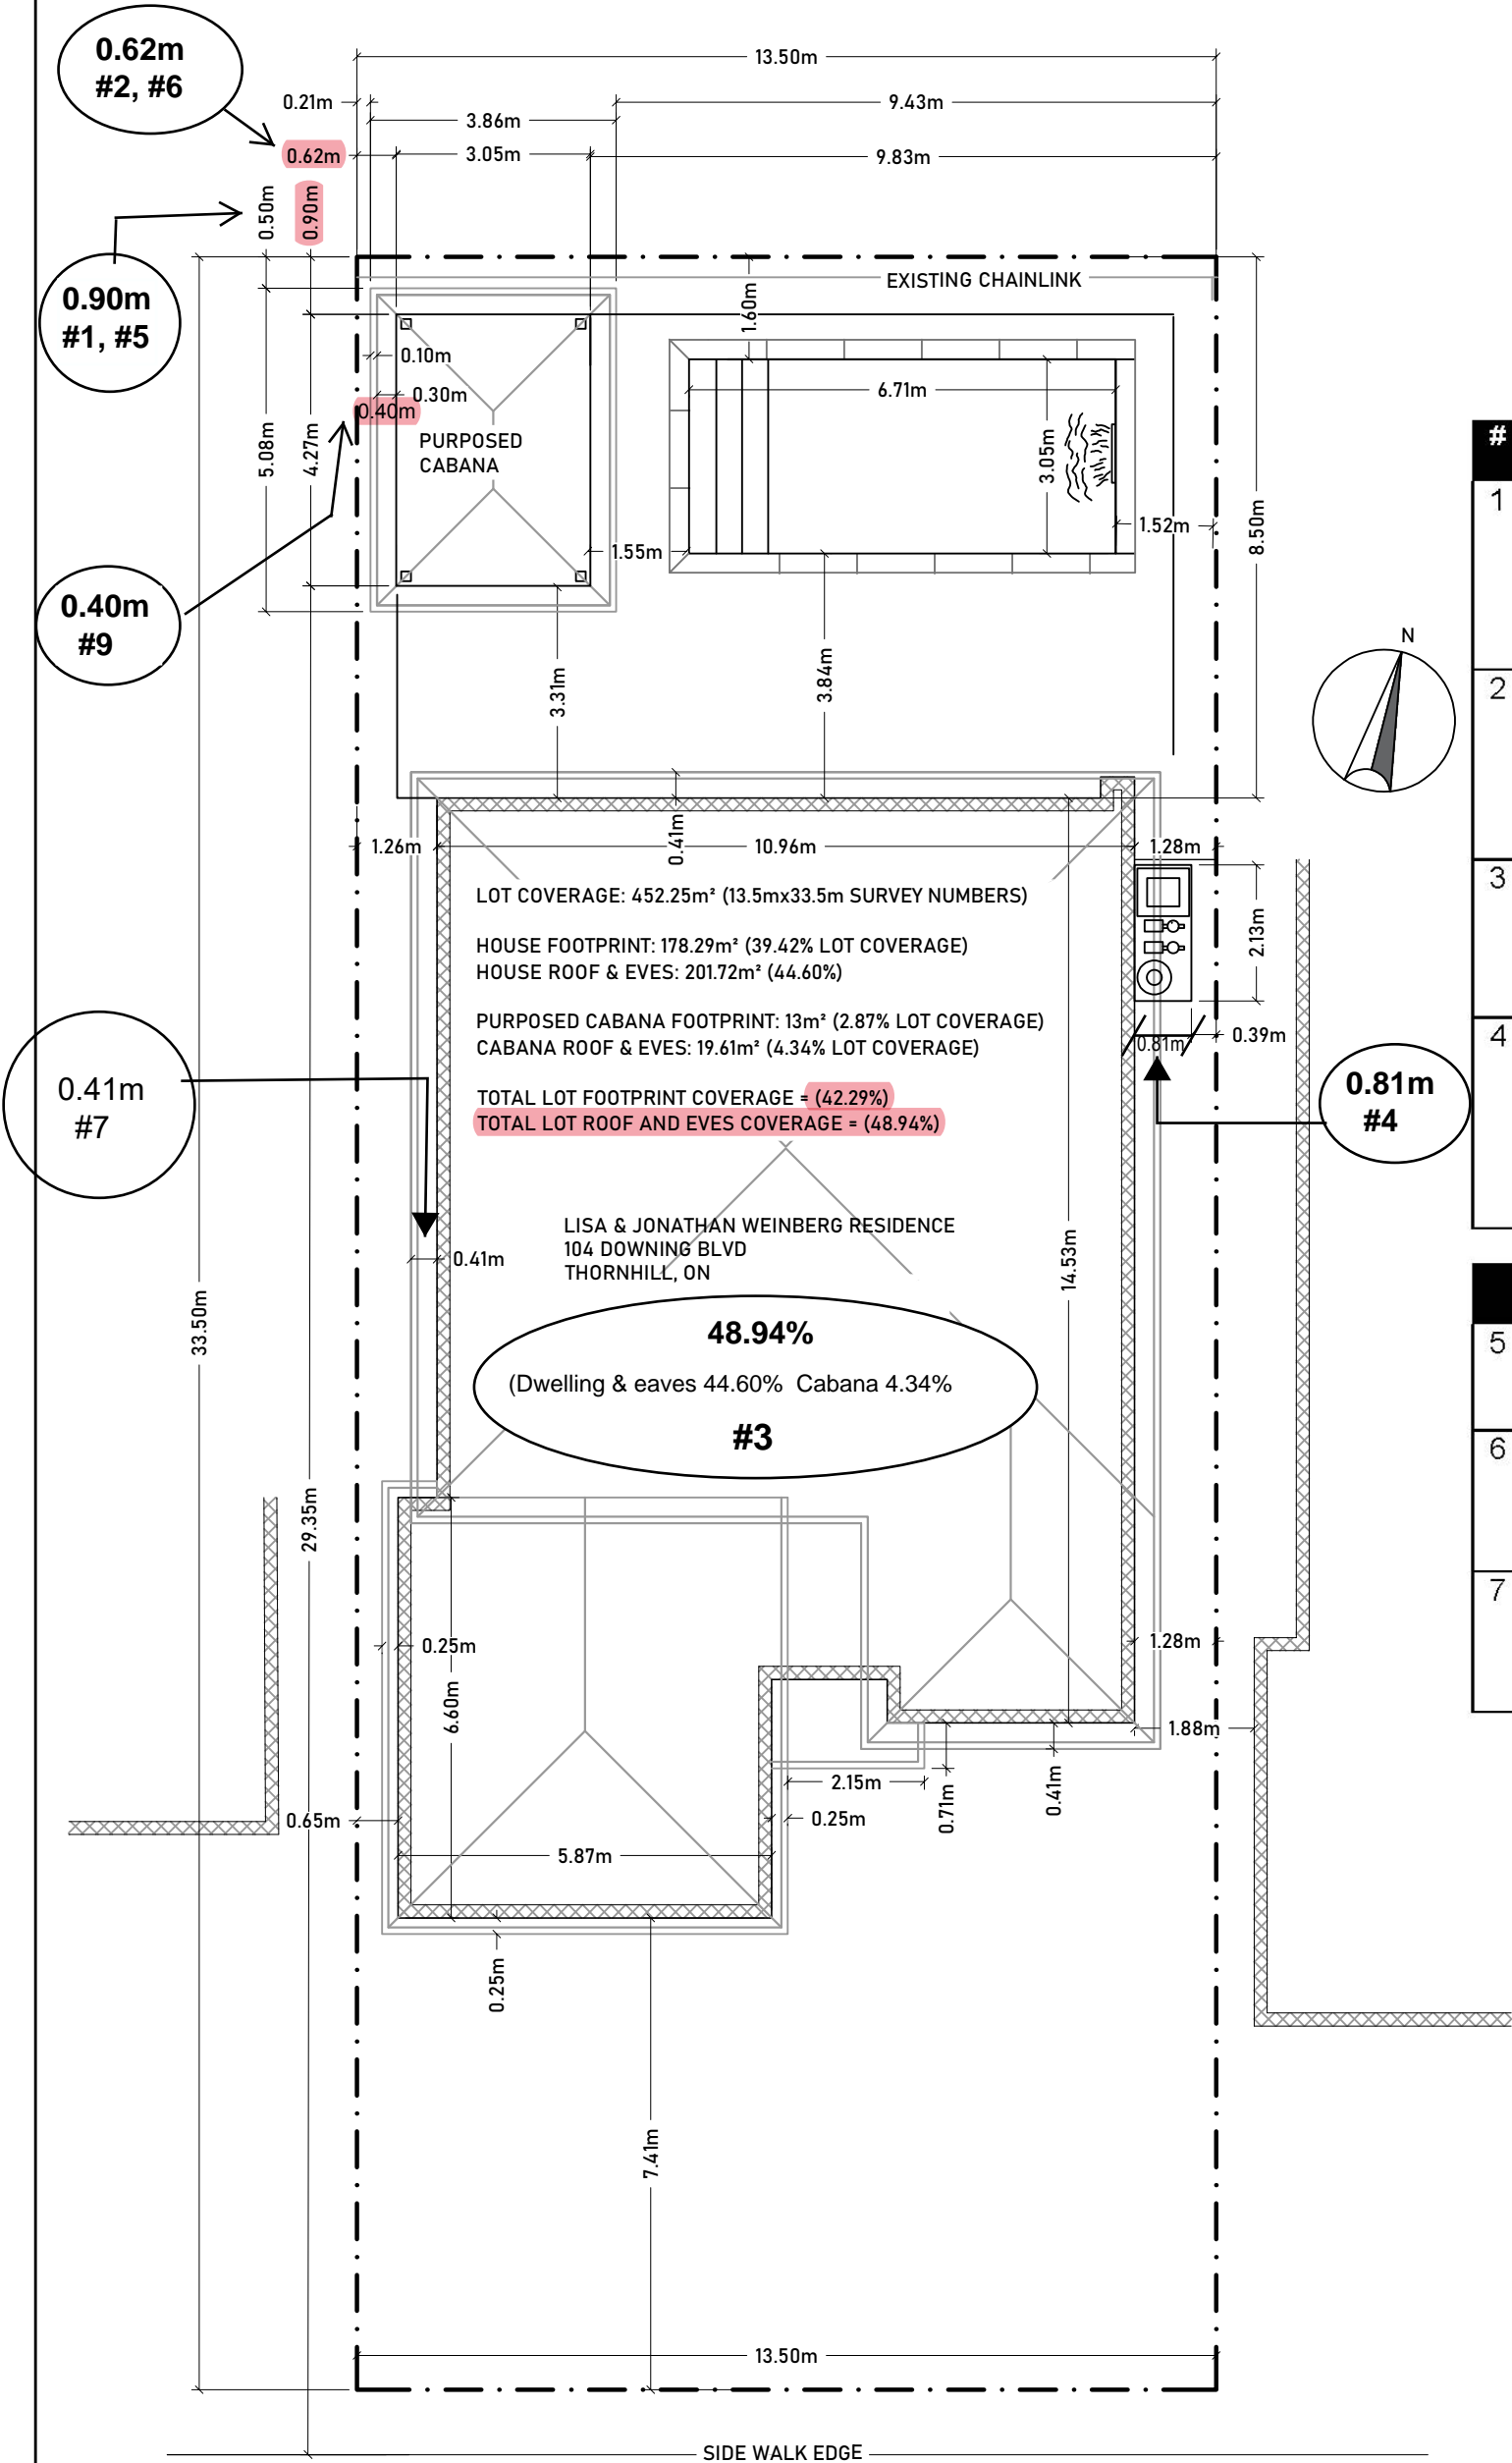 0.62m
#2, #6
13.50m
0.21m
9.43m
3.86m
0.62m
3.05m
9.83m
0.50m
0.90m
0.90m
#1, #5
EXISTING CHAINLINK
1.60m
0.10m
0.30m
0.40m
6.71m
PURPOSED
CABANA
5.08m
4.27m
3.05m
#
1
1.52m
8.50m
1.55m
0.40m
#9
3.31m
3.84m
N
2
0.41m
1.26m
10.96m
1.28m
3
LOT COVERAGE: 452.25m² (13.5mx33.5m SURVEY NUMBERS)
HOUSE FOOTPRINT: 178.29m² (39.42% LOT COVERAGE)
HOUSE ROOF & EVES: 201.72m² (44.60%)
2.13m
PURPOSED CABANA FOOTPRINT: 13m² (2.87% LOT COVERAGE)
CABANA ROOF & EVES: 19.61m² (4.34% LOT COVERAGE)
0.81m
0.39m
4
TOTAL LOT FOOTPRINT COVERAGE = (42.29%)
TOTAL LOT ROOF AND EVES COVERAGE = (48.94%)
0.41m
#7
0.81m
#4
LISA & JONATHAN WEINBERG RESIDENCE
104 DOWNING BLVD
THORNHILL, ON
0.41m
14.53m
33.50m
48.94%
(Dwelling & eaves 44.60% Cabana 4.34%
#3
5
6
29.35m
7
0.25m
6.60m
1.28m
1.88m
2.15m
0.71m
0.41m
0.65m
0.25m
5.87m
0.25m
7.41m
13.50m
SIDE WALK EDGE